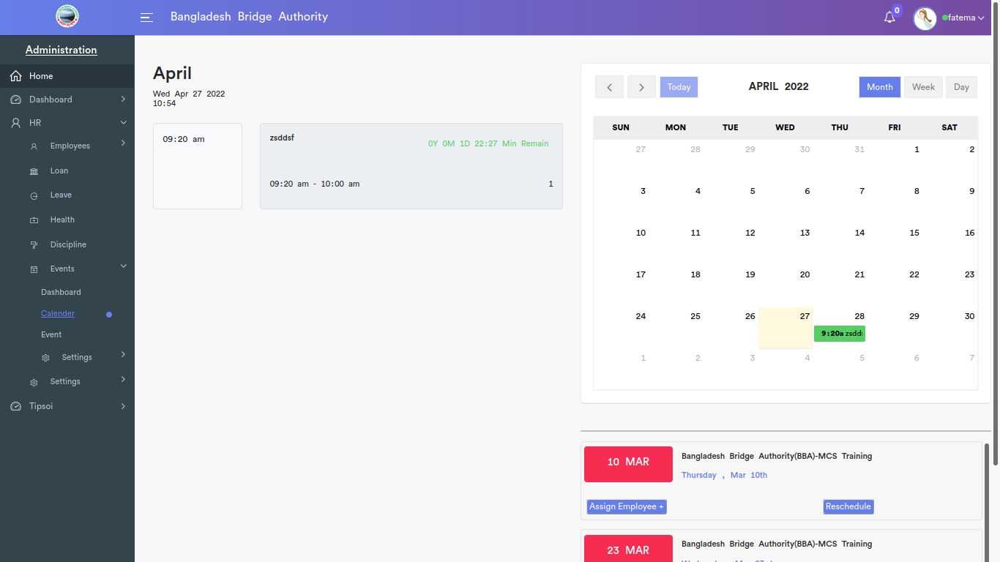 Bangladesh Bridge Authority
0
fatema
Administration
Home
Dashboard
HR
Employees
Loan
Leave
Health
Discipline
Events
Dashboard
Calender
Event
Settings
Settings
Tipsoi
April
Wed Apr 27 2022
10:54
09:20 am
zsddsf
0Y 0M 1D 22:27 Min Remain
09:20 am - 10:00 am 1
Today
APRIL 2022
Month Week Day
SUN MON TUE WED THU FRI SAT
27 28 29 30 31 1 2
3 4 5 6 7 8 9
10 11 12 13 14 15 16
17 18 19 20 21 22 23
24 25 26 27 28 29 30
9:20a zsdds
1 2 3 4 5 6 7
10 MAR
Bangladesh Bridge Authority(BBA)-MCS Training
Thursday , Mar 10th
Assign Employee +
Reschedule
23 MAR
Bangladesh Bridge Authority(BBA)-MCS Training